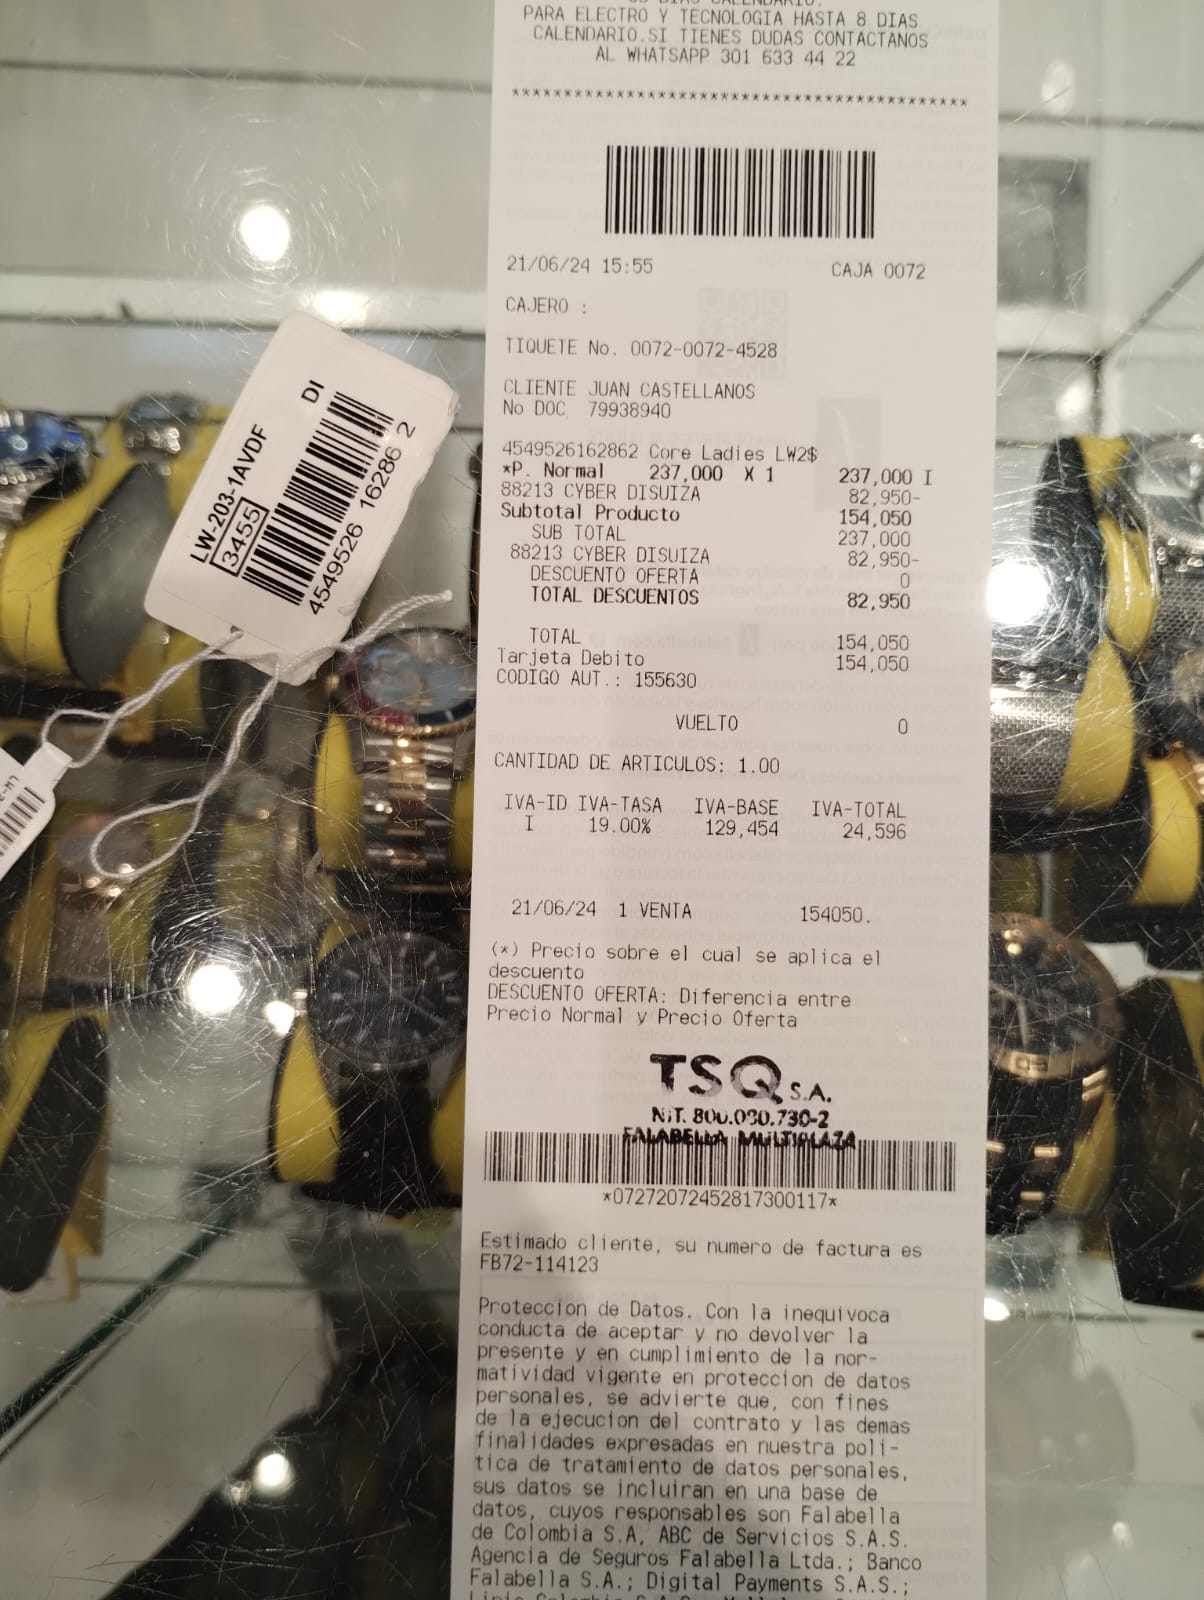 PARA ELECTRO Y TECNOLOGIA HASTA 8 DIAS
CALENDARIO.SI TIENES DUDAS CONTACTANOS
AL WHATSAPP 301 633 44 22
********************************************
21/06/24 15:55 CAJA 0072
CAJERO :
TIQUETE No. 0072-0072-4528
CLIENTE JUAN CASTELLANOS
No DOC. 79938940
4549526162862 Core Ladies LW2$
*P. Normal 237,000 X 1 237,000 I
88213 CYBER DISUIZA 82,950-
Subtotal Producto 154,050
SUB TOTAL 237,000
88213 CYBER DISUIZA 82,950-
DESCUENTO OFERTA 0
TOTAL DESCUENTOS 82,950
TOTAL 154,050
Tarjeta Debito 154,050
CODIGO AUT.: 155630
VUELTO 0
CANTIDAD DE ARTICULOS: 1.00
IVA-ID IVA-TASA IVA-BASE IVA-TOTAL
I 19.00% 129,454 24,596
21/06/24 1 VENTA 154050.
(*) Precio sobre el cual se aplica el
descuento
DESCUENTO OFERTA: Diferencia entre
Precio Normal y Precio Oferta
TSQ S.A.
NIT. 800.030.730-2
FALABELLA MULTIPLAZA
*07272072452817300117*
Estimado cliente, su numero de factura es
FB72-114123
Proteccion de Datos. Con la inequivoca
conducta de aceptar y no devolver la
presente y en cumplimiento de la nor-
matividad vigente en proteccion de datos
personales, se advierte que, con fines
de la ejecucion del contrato y las demas
finalidades expresadas en nuestra poli-
tica de tratamiento de datos personales,
sus datos se incluiran en una base de
datos, cuyos responsables son Falabella
de Colombia S.A, ABC de Servicios S.A.S.
Agencia de Seguros Falabella Ltda.; Banco
Falabella S.A.; Digital Payments S.A.S.;
LW-203-1AVDF DI
3455
4549526 16286 2